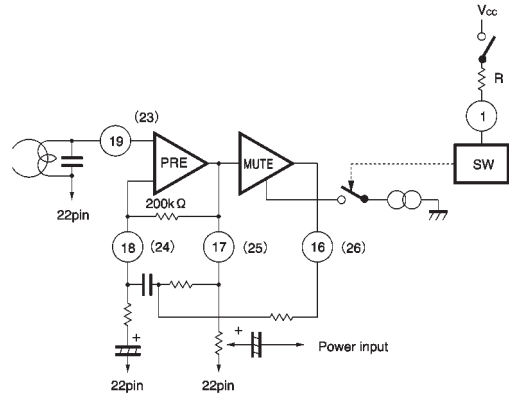 Vcc
R
1
SW
(23)
19
PRE
MUTE
22pin
200kΩ
18 (24)
17 (25)
16 (26)
+
+
Power input
22pin
22pin